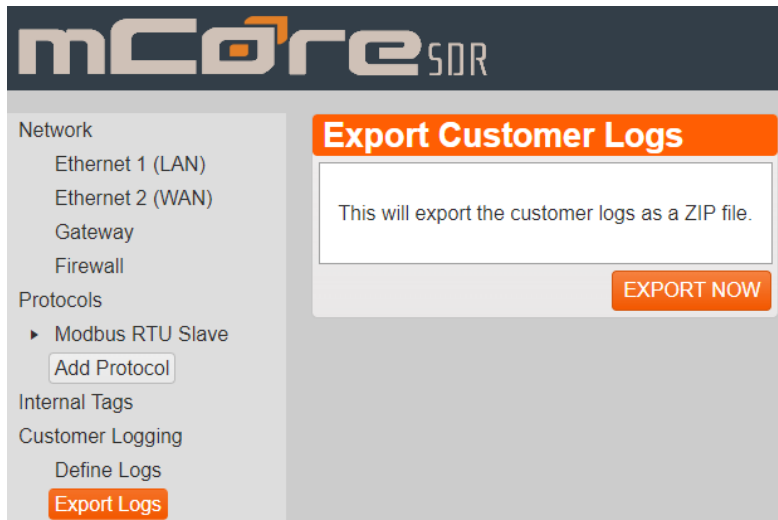 mCore SDR
Network
Ethernet 1 (LAN)
Ethernet 2 (WAN)
Gateway
Firewall
Protocols
Modbus RTU Slave
Add Protocol
Internal Tags
Customer Logging
Define Logs
Export Logs
Export Customer Logs
This will export the customer logs as a ZIP file.
EXPORT NOW